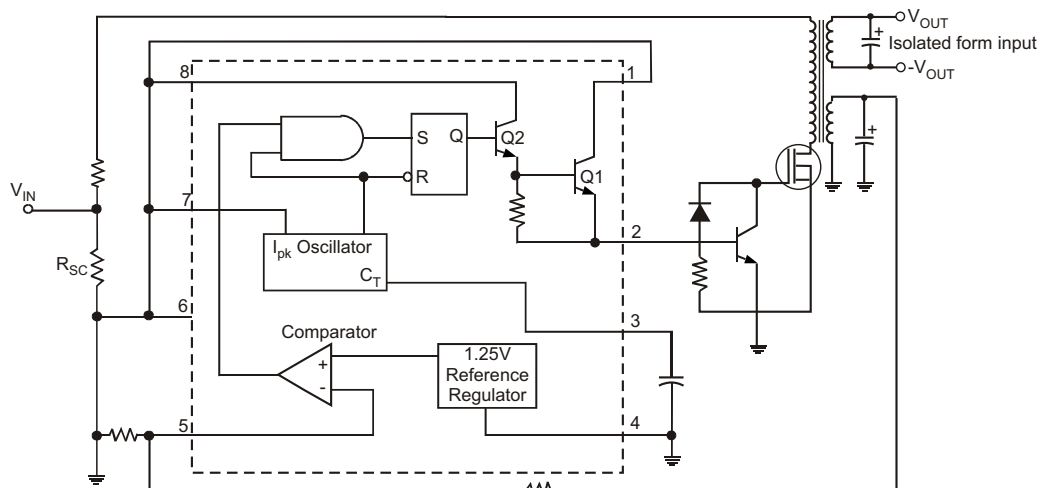 V_OUT
+
Isolated form input
-V_OUT
8
1
+
S
Q
Q2
R
Q1
V_IN
7
2
I_pk Oscillator
R_SC
C_T
6
3
Comparator
+
-
1.25V
Reference
Regulator
5
4